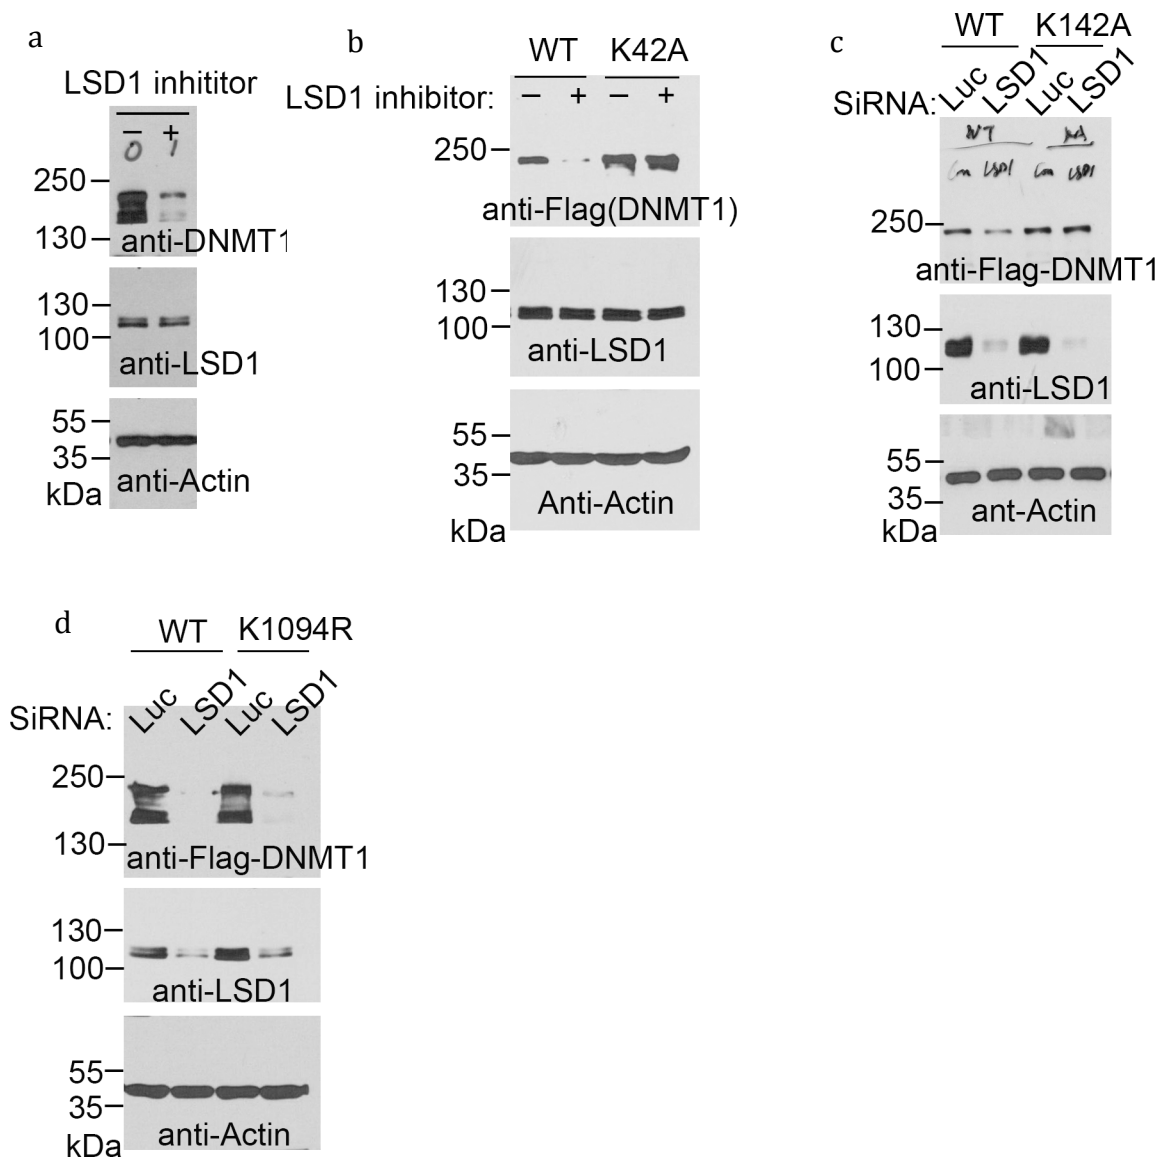 a
LSD1 inhititor
− +
0 1
250
130
anti-DNMT1
130
100
anti-LSD1
55
35
kDa
anti-Actin
b
WT K42A
LSD1 inhibitor: − + − +
250
anti-Flag(DNMT1)
130
100
anti-LSD1
55
35
kDa
Anti-Actin
c
WT K142A
SiRNA: Luc LSD1 Luc LSD1
WT
Con LSD1 Con LSD1
250
anti-Flag-DNMT1
130
100
anti-LSD1
55
35
kDa
ant-Actin
d
WT K1094R
SiRNA: Luc LSD1 Luc LSD1
250
130
anti-Flag-DNMT1
130
100
anti-LSD1
55
35
kDa
anti-Actin